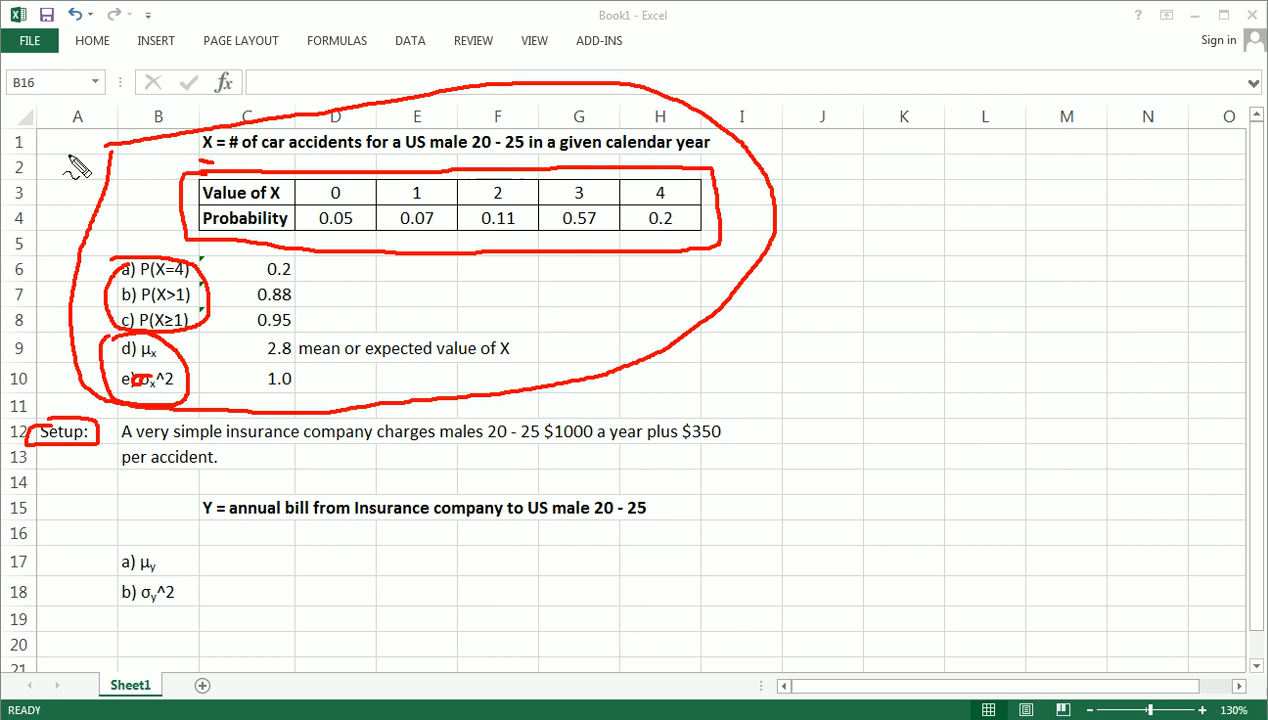 Book1 - Excel
?
FILE HOME INSERT PAGE LAYOUT FORMULAS DATA REVIEW VIEW ADD-INS Sign in
B16 fx
A B C D E F G H I J K L M N O
1 X = # of car accidents for a US male 20 - 25 in a given calendar year
2
3 Value of X 0 1 2 3 4
4 Probability 0.05 0.07 0.11 0.57 0.2
5
6 a) P(X=4) 0.2
7 b) P(X>1) 0.88
8 c) P(X≥1) 0.95
9 d) μx 2.8 mean or expected value of X
10 e) σx^2 1.0
11
12 Setup: A very simple insurance company charges males 20 - 25 $1000 a year plus $350
13 per accident.
14
15 Y = annual bill from Insurance company to US male 20 - 25
16
17 a) μy
18 b) σy^2
19
20
21
Sheet1
READY 130%